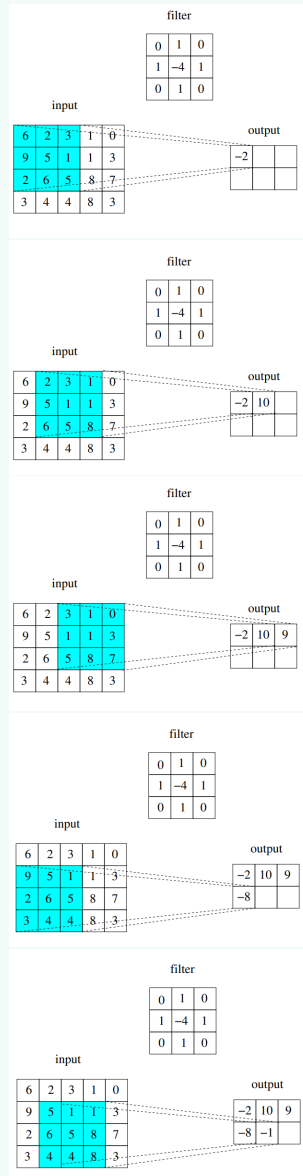 filter
0 1 0
1 −4 1
0 1 0
input
output
6 2 3 1 0
9 5 1 1 3
2 6 5 8 7
3 4 4 8 3
−2
filter
0 1 0
1 −4 1
0 1 0
input
output
6 2 3 1 0
9 5 1 1 3
2 6 5 8 7
3 4 4 8 3
−2 10
filter
0 1 0
1 −4 1
0 1 0
input
output
6 2 3 1 0
9 5 1 1 3
2 6 5 8 7
3 4 4 8 3
−2 10 9
filter
0 1 0
1 −4 1
0 1 0
input
output
6 2 3 1 0
9 5 1 1 3
2 6 5 8 7
3 4 4 8 3
−2 10 9
−8
filter
0 1 0
1 −4 1
0 1 0
input
output
6 2 3 1 0
9 5 1 1 3
2 6 5 8 7
3 4 4 8 3
−2 10 9
−8 −1